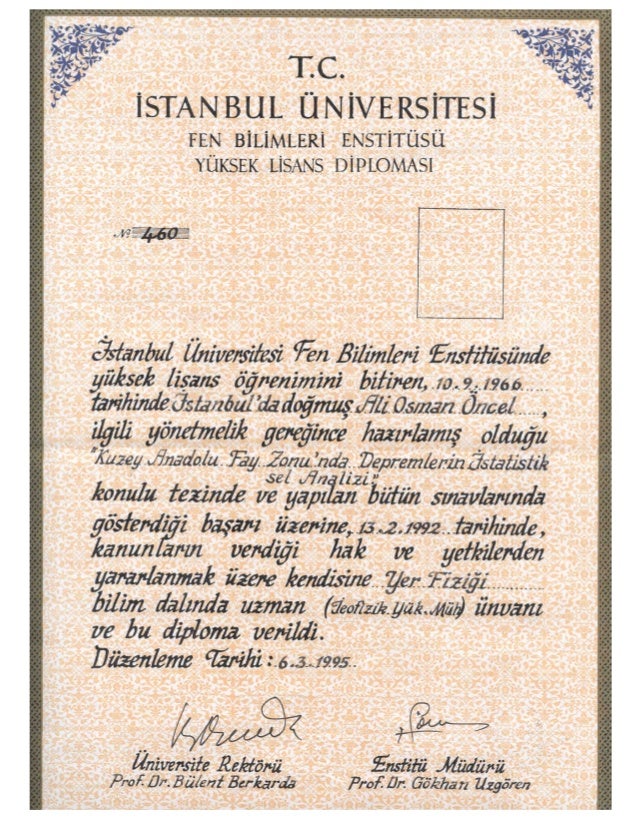 T.C.
İSTANBUL ÜNİVERSİTESİ
FEN BİLİMLERİ ENSTİTÜSÜ
YÜKSEK LİSANS DİPLOMASI
№ 460
İstanbul Üniversitesi Fen Bilimleri Enstitüsünde
yüksek lisans öğrenimini bitiren, 10.9.1966......
tarihinde İstanbul'da doğmuş Ali Osman Öncel.....,
ilgili yönetmelik gereğince hazırlamış olduğu
"Kuzey Anadolu Fay Zonu'nda Depremlerin İstatistik
sel Analizi."
konulu tezinde ve yapılan bütün sınavlarında
gösterdiği başarı üzerine, 13.2.1992.. tarihinde,
kanunların verdiği hak ve yetkilerden
yararlanmak üzere kendisine ..Yer Fiziği............
bilim dalında uzman (Jeofizik Yük. Müh) ünvanı
ve bu diploma verildi.
Düzenleme Tarihi : 6.3.1995..
Üniversite Rektörü
Prof. Dr. Bülent Berkarda
Enstitü Müdürü
Prof. Dr. Gökhan Uzgören